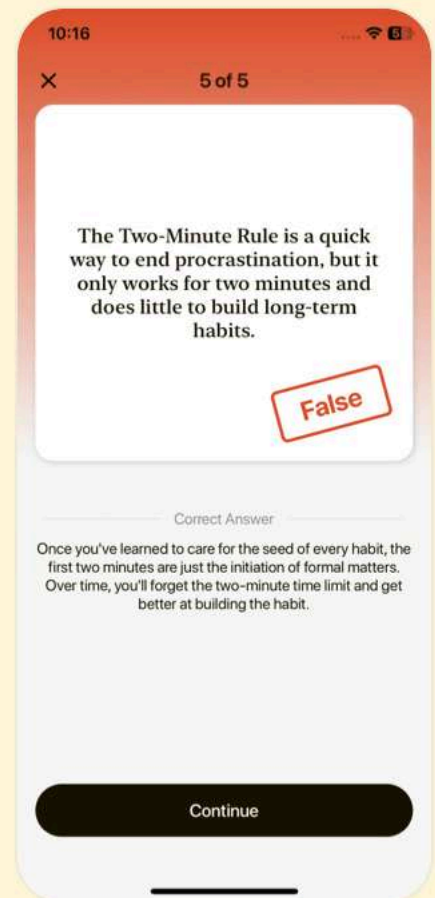 10:16
5
5 of 5
The Two-Minute Rule is a quick
way to end procrastination, but it
only works for two minutes and
does little to build long-term
habits.
False
Correct Answer
Once you've learned to care for the seed of every habit, the
first two minutes are just the initiation of formal matters.
Over time, you'll forget the two-minute time limit and get
better at building the habit.
Continue